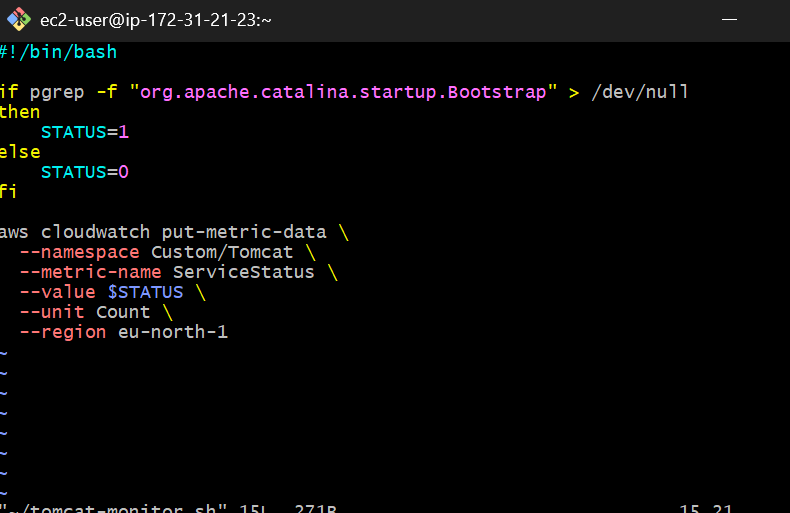 ec2-user@ip-172-31-21-23:~
#!/bin/bash
if pgrep -f "org.apache.catalina.startup.Bootstrap" > /dev/null
then
    STATUS=1
else
    STATUS=0
fi
aws cloudwatch put-metric-data \
  --namespace Custom/Tomcat \
  --metric-name ServiceStatus \
  --value $STATUS \
  --unit Count \
  --region eu-north-1
~
~
~
~
~
~
~
~
"~/tomcat-monitor.sh" 15L, 271B 15,21